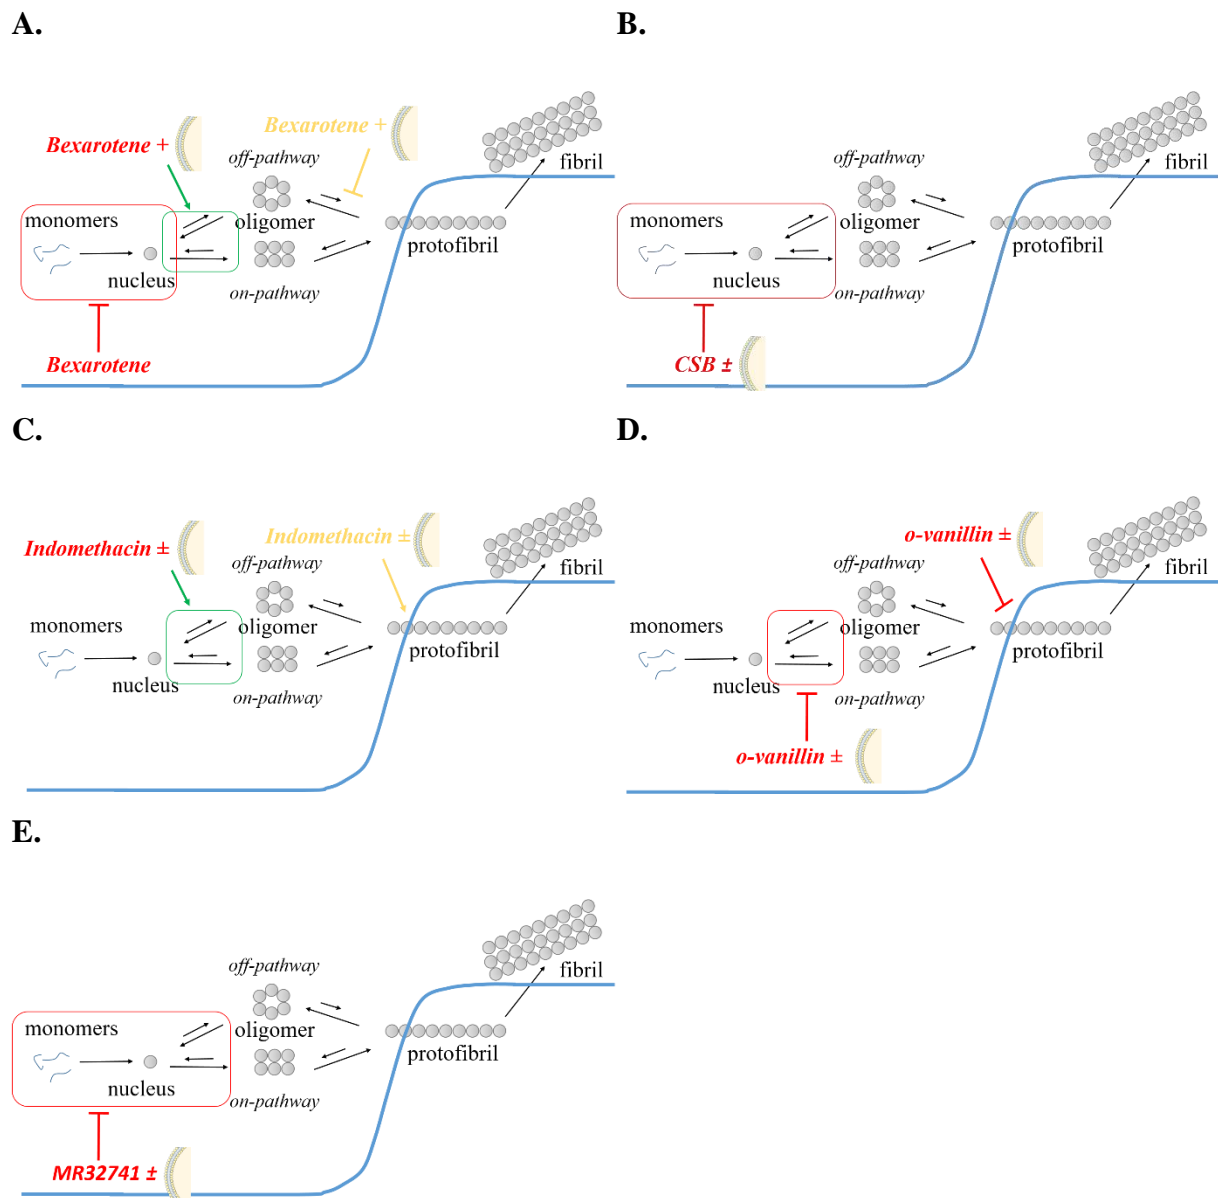 A.
Bexarotene +
Bexarotene +
off-pathway
fibril
monomers
oligomer
protofibril
nucleus
on-pathway
Bexarotene
B.
off-pathway
fibril
monomers
oligomer
protofibril
nucleus
on-pathway
CSB ±
C.
Indomethacin ±
Indomethacin ±
off-pathway
fibril
monomers
oligomer
protofibril
nucleus
on-pathway
D.
o-vanillin ±
off-pathway
fibril
monomers
oligomer
protofibril
nucleus
on-pathway
o-vanillin ±
E.
off-pathway
fibril
monomers
oligomer
protofibril
nucleus
on-pathway
MR32741 ±